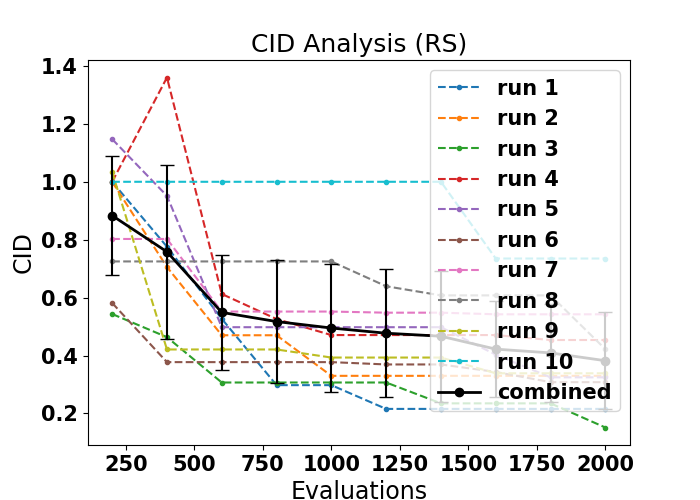 CID Analysis (RS)
CID
1.4
1.2
1.0
0.8
0.6
0.4
0.2
run 1
run 2
run 3
run 4
run 5
run 6
run 7
run 8
run 9
run 10
combined
250 500 750 1000 1250 1500 1750 2000
Evaluations